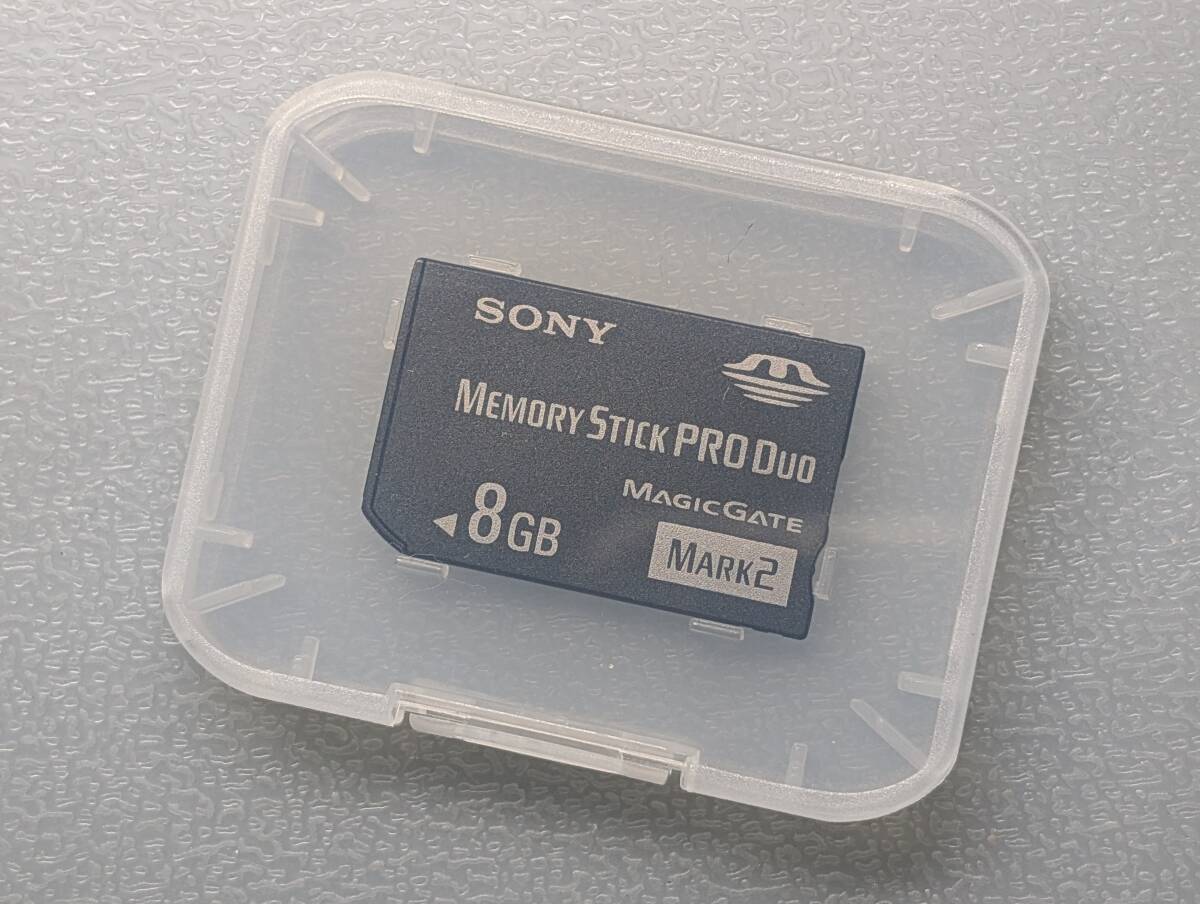 SONY
MEMORY STICK PRO DUO
MAGICGATE
8GB
MARK2